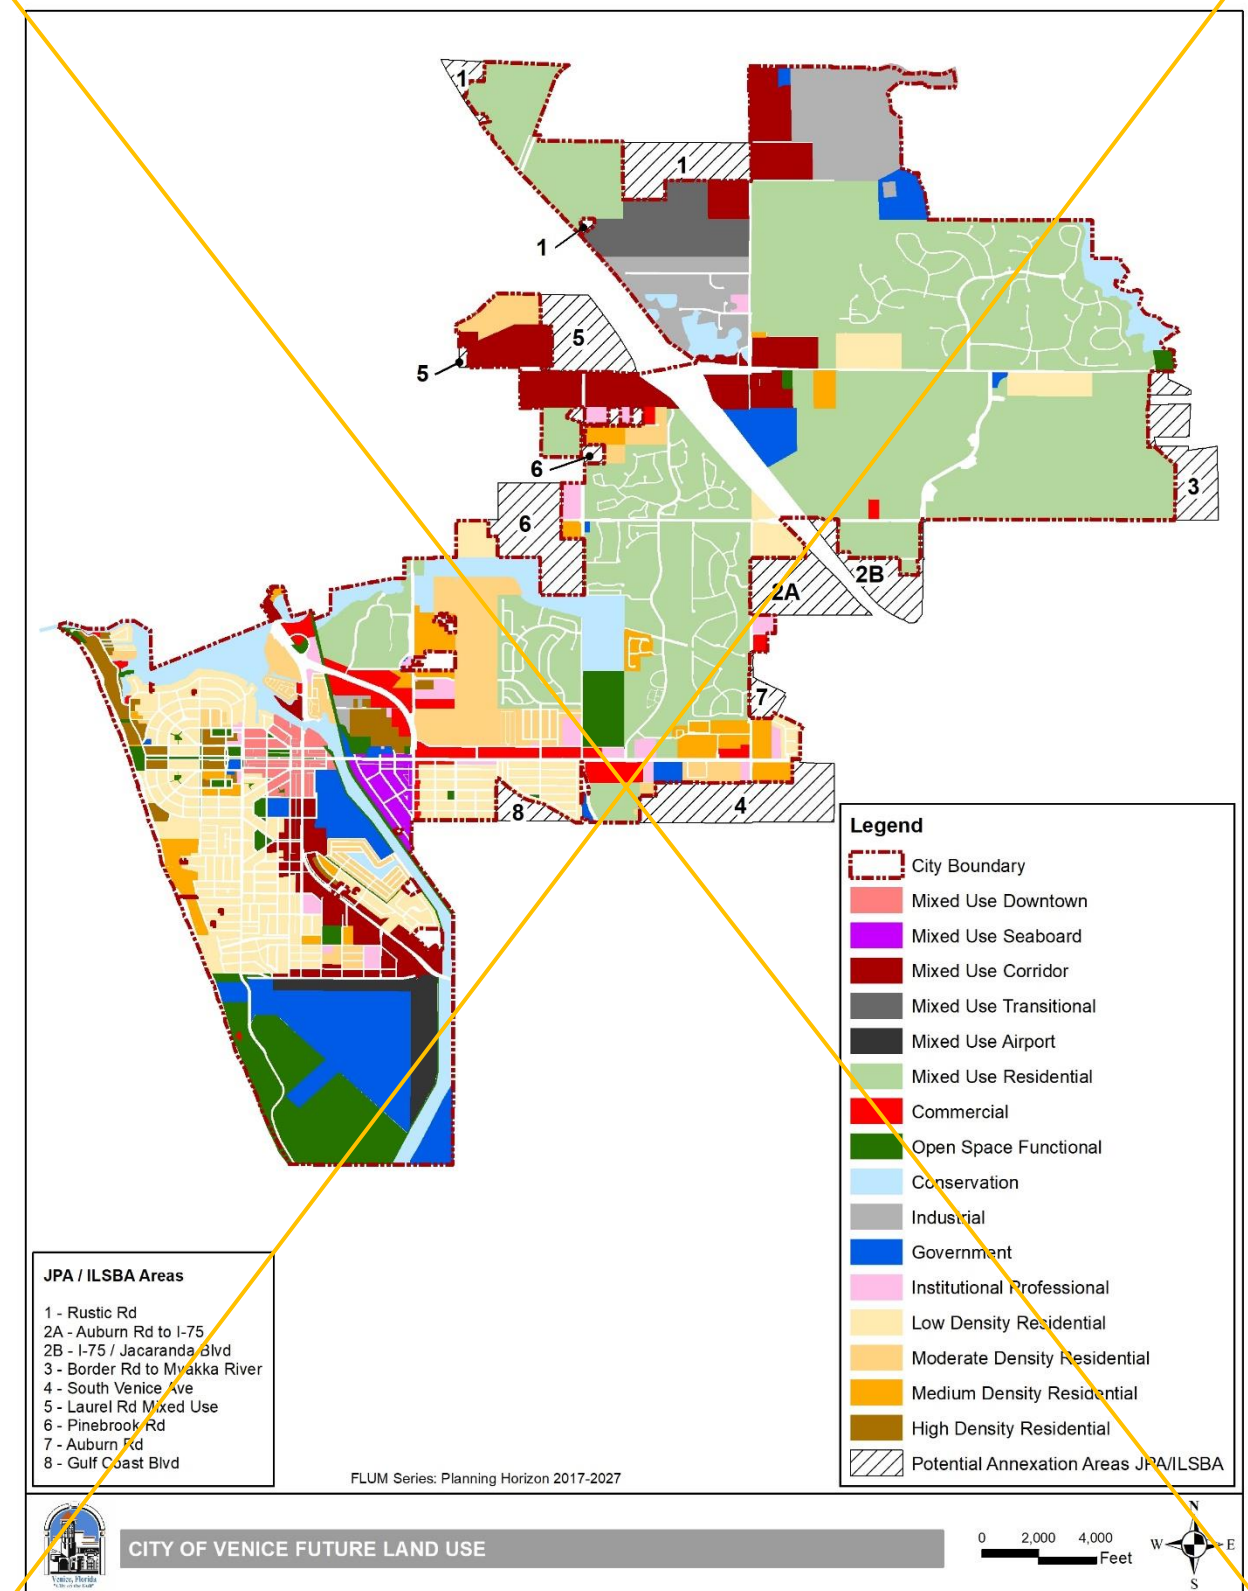 1
1
1
5
5
6
3
6
2B
2A
7
8
4
Legend
City Boundary
Mixed Use Downtown
Mixed Use Seaboard
Mixed Use Corridor
Mixed Use Transitional
Mixed Use Airport
Mixed Use Residential
Commercial
Open Space Functional
Conservation
Industrial
Government
Institutional Professional
Low Density Residential
Moderate Density Residential
Medium Density Residential
High Density Residential
Potential Annexation Areas JPA/ILSBA
JPA / ILSBA Areas
1 - Rustic Rd
2A - Auburn Rd to I-75
2B - I-75 / Jacaranda Blvd
3 - Border Rd to Myakka River
4 - South Venice Ave
5 - Laurel Rd Mixed Use
6 - Pinebrook Rd
7 - Auburn Rd
8 - Gulf Coast Blvd
FLUM Series: Planning Horizon 2017-2027
Venice, Florida
"City on the Gulf"
CITY OF VENICE FUTURE LAND USE
0 2,000 4,000
Feet
N
W E
S